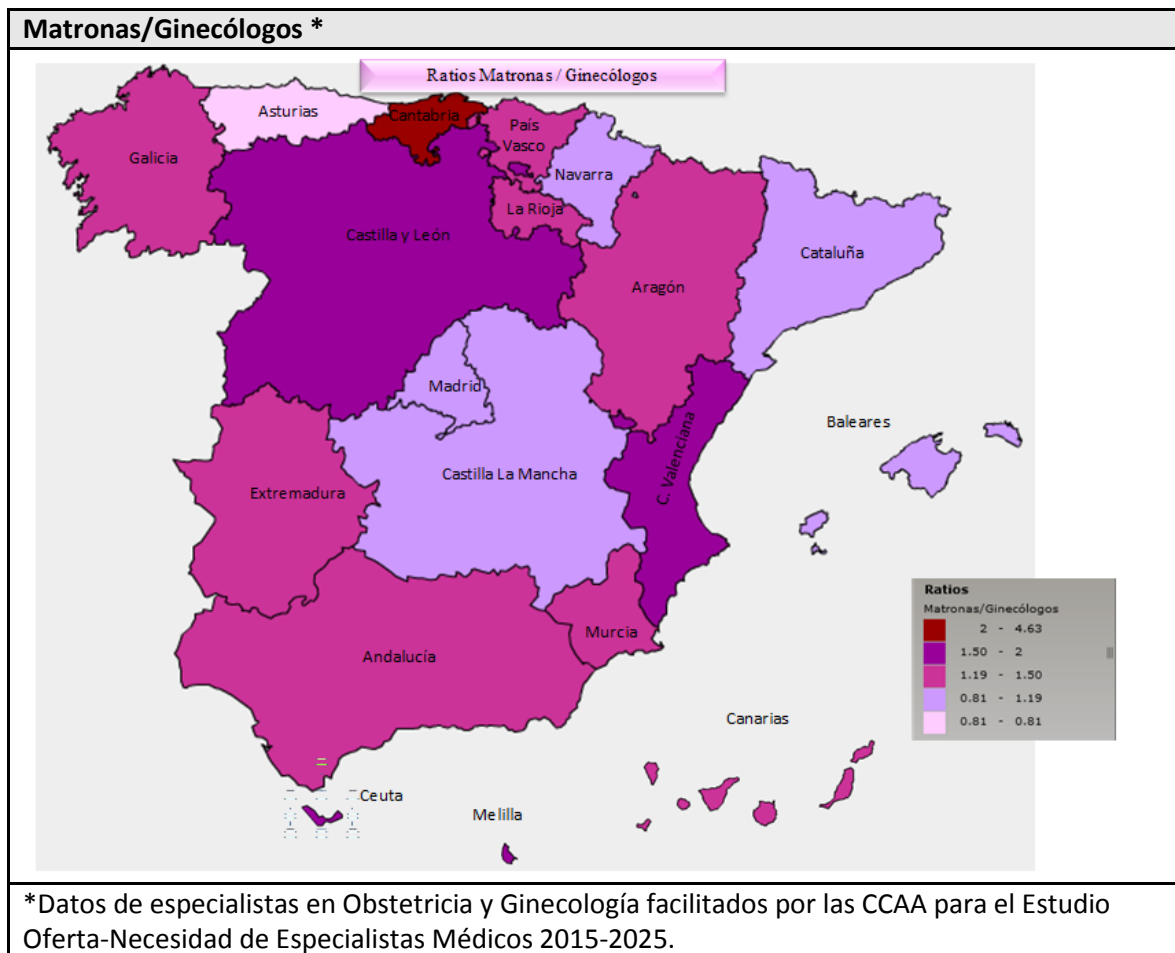 Matronas/Ginecólogos *
Ratios Matronas / Ginecólogos
Asturias
Cantabria
País
Vasco
Galicia
Navarra
La Rioja
Castilla y León
Cataluña
Aragón
Madrid
Baleares
C. Valenciana
Castilla La Mancha
Extremadura
Ratios
Matronas/Ginecólogos
2 - 4.63
1.50 - 2
1.19 - 1.50
0.81 - 1.19
0.81 - 0.81
Murcia
Andalucía
Canarias
Ceuta
Melilla
*Datos de especialistas en Obstetricia y Ginecología facilitados por las CCAA para el Estudio
Oferta-Necesidad de Especialistas Médicos 2015-2025.